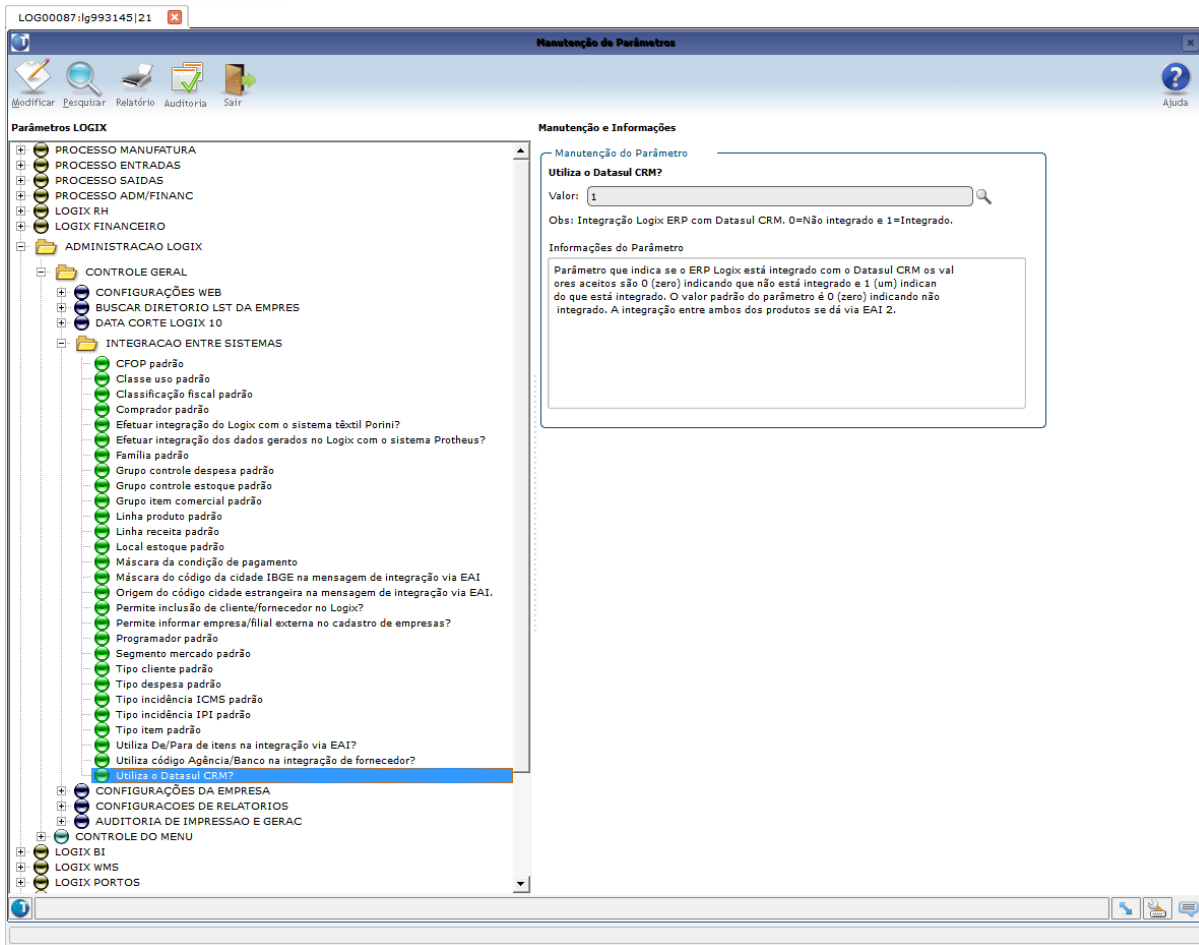 LOG00087:lg993145|21
Manutenção de Parâmetros
Modificar Pesquisar Relatório Auditoria Sair
Ajuda
Parâmetros LOGIX
PROCESSO MANUFATURA
PROCESSO ENTRADAS
PROCESSO SAIDAS
PROCESSO ADM/FINANC
LOGIX RH
LOGIX FINANCEIRO
ADMINISTRACAO LOGIX
CONTROLE GERAL
CONFIGURAÇÕES WEB
BUSCAR DIRETORIO LST DA EMPRES
DATA CORTE LOGIX 10
INTEGRACAO ENTRE SISTEMAS
CFOP padrão
Classe uso padrão
Classificação fiscal padrão
Comprador padrão
Efetuar integração do Logix com o sistema têxtil Porini?
Efetuar integração dos dados gerados no Logix com o sistema Protheus?
Família padrão
Grupo controle despesa padrão
Grupo controle estoque padrão
Grupo item comercial padrão
Linha produto padrão
Linha receita padrão
Local estoque padrão
Máscara da condição de pagamento
Máscara do código da cidade IBGE na mensagem de integração via EAI
Origem do código cidade estrangeira na mensagem de integração via EAI.
Permite inclusão de cliente/fornecedor no Logix?
Permite informar empresa/filial externa no cadastro de empresas?
Programador padrão
Segmento mercado padrão
Tipo cliente padrão
Tipo despesa padrão
Tipo incidência ICMS padrão
Tipo incidência IPI padrão
Tipo item padrão
Utiliza De/Para de itens na integração via EAI?
Utiliza código Agência/Banco na integração de fornecedor?
Utiliza o Datasul CRM?
CONFIGURAÇÕES DA EMPRESA
CONFIGURACOES DE RELATORIOS
AUDITORIA DE IMPRESSAO E GERAC
CONTROLE DO MENU
LOGIX BI
LOGIX WMS
LOGIX PORTOS
Manutenção e Informações
Manutenção do Parâmetro
Utiliza o Datasul CRM?
Valor: 1
Obs: Integração Logix ERP com Datasul CRM. 0=Não integrado e 1=Integrado.
Informações do Parâmetro
Parâmetro que indica se o ERP Logix está integrado com o Datasul CRM os val
ores aceitos são 0 (zero) indicando que não está integrado e 1 (um) indican
do que está integrado. O valor padrão do parâmetro é 0 (zero) indicando não
integrado. A integração entre ambos dos produtos se dá via EAI 2.